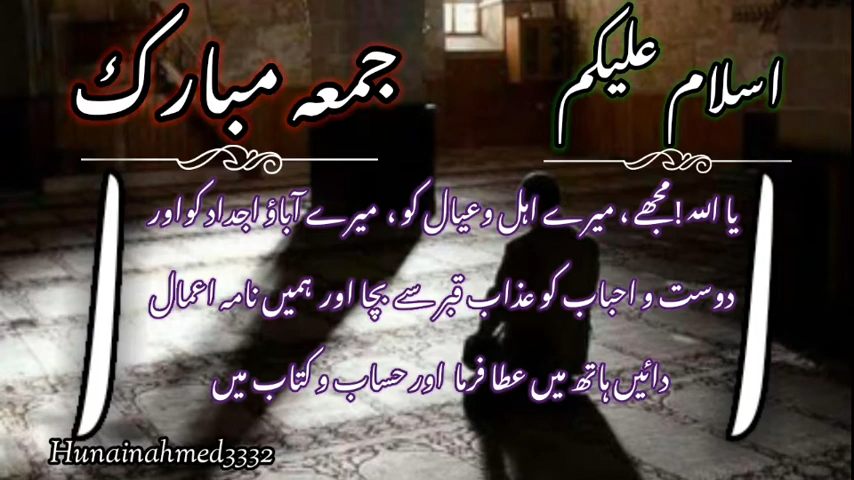 اسلام علیکم
جمعہ مبارک
یا اللہ! مجھے، میرے اہل و عیال کو، میرے آباؤ اجداد کو اور
دوست و احباب کو عذاب قبر سے بچا اور ہمیں نامہ اعمال
دائیں ہاتھ میں عطا فرما اور حساب و کتاب میں
Hunainahmed3332